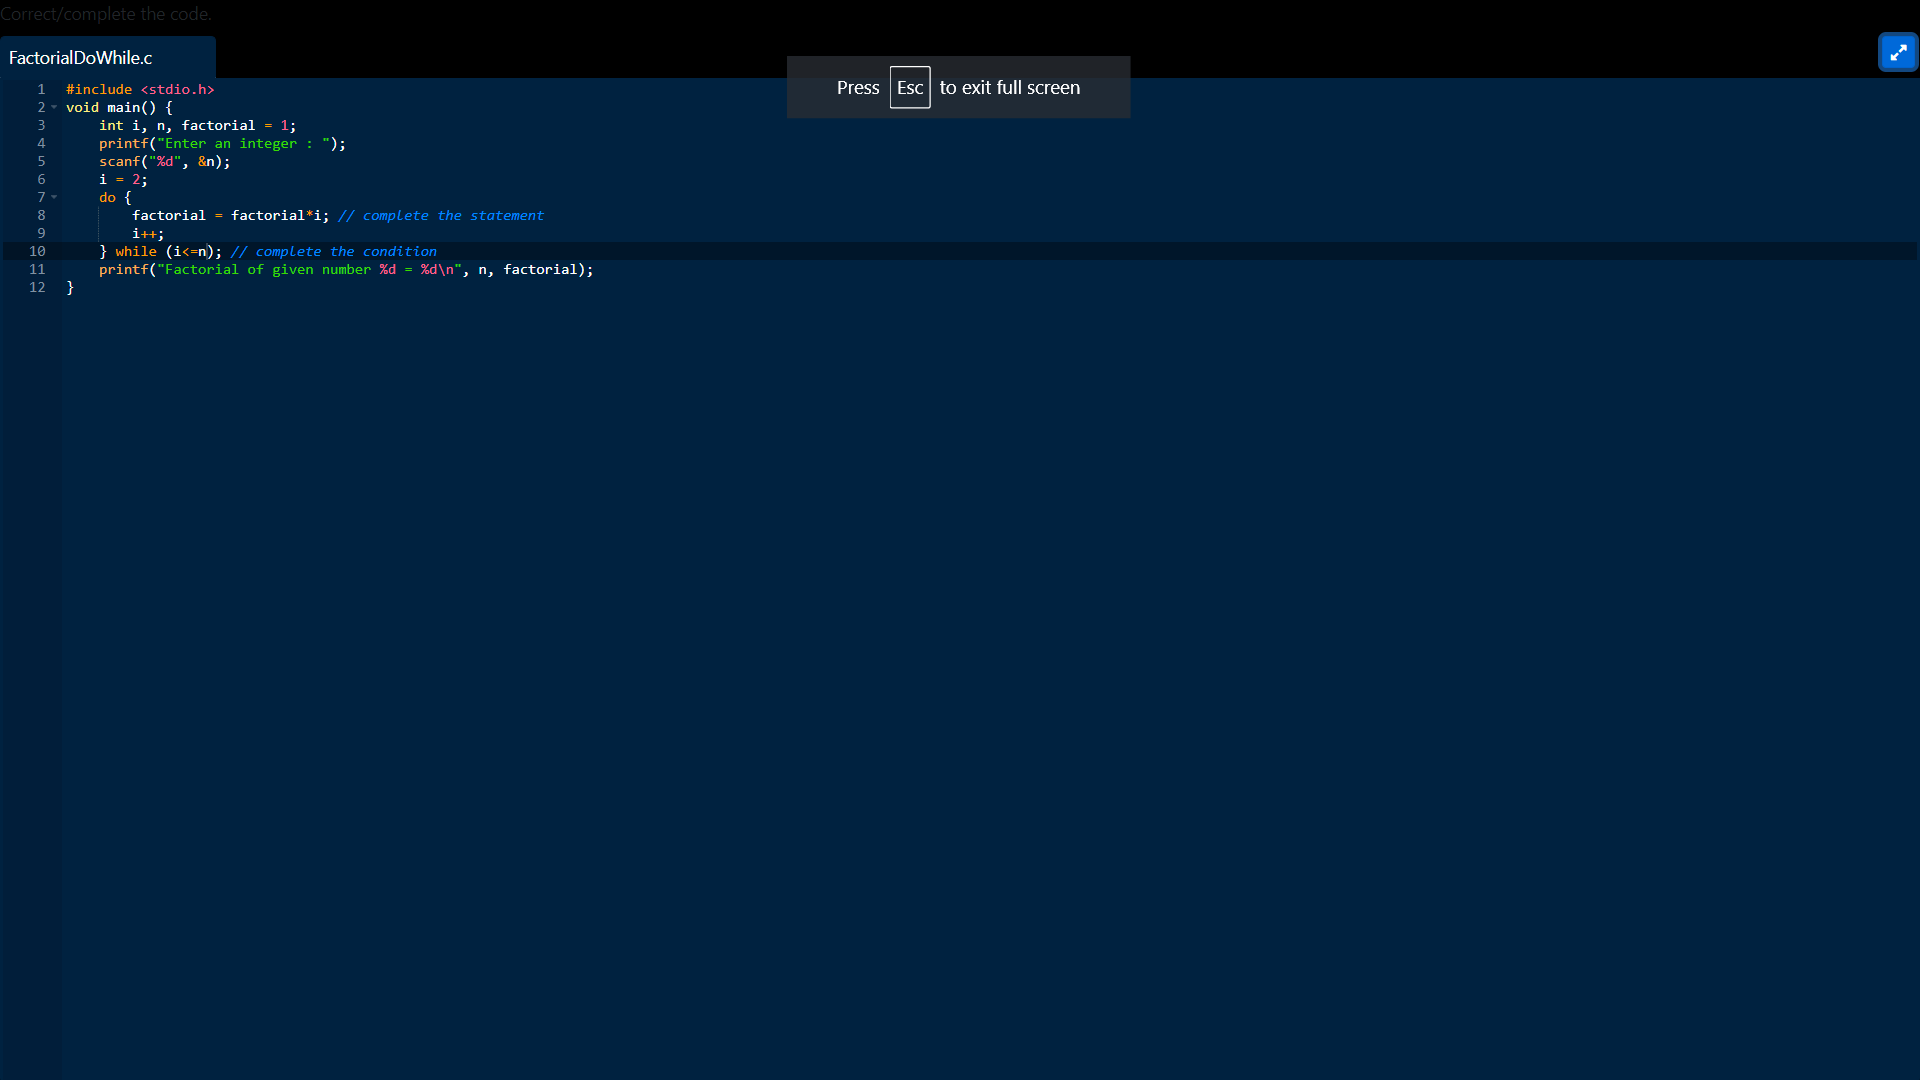 Correct/complete the code.
FactorialDoWhile.c
Press Esc to exit full screen
1 #include <stdio.h>
2 void main() {
3     int i, n, factorial = 1;
4     printf("Enter an integer : ");
5     scanf("%d", &n);
6     i = 2;
7     do {
8         factorial = factorial*i; // complete the statement
9         i++;
10     } while (i<=n); // complete the condition
11     printf("Factorial of given number %d = %d\n", n, factorial);
12 }